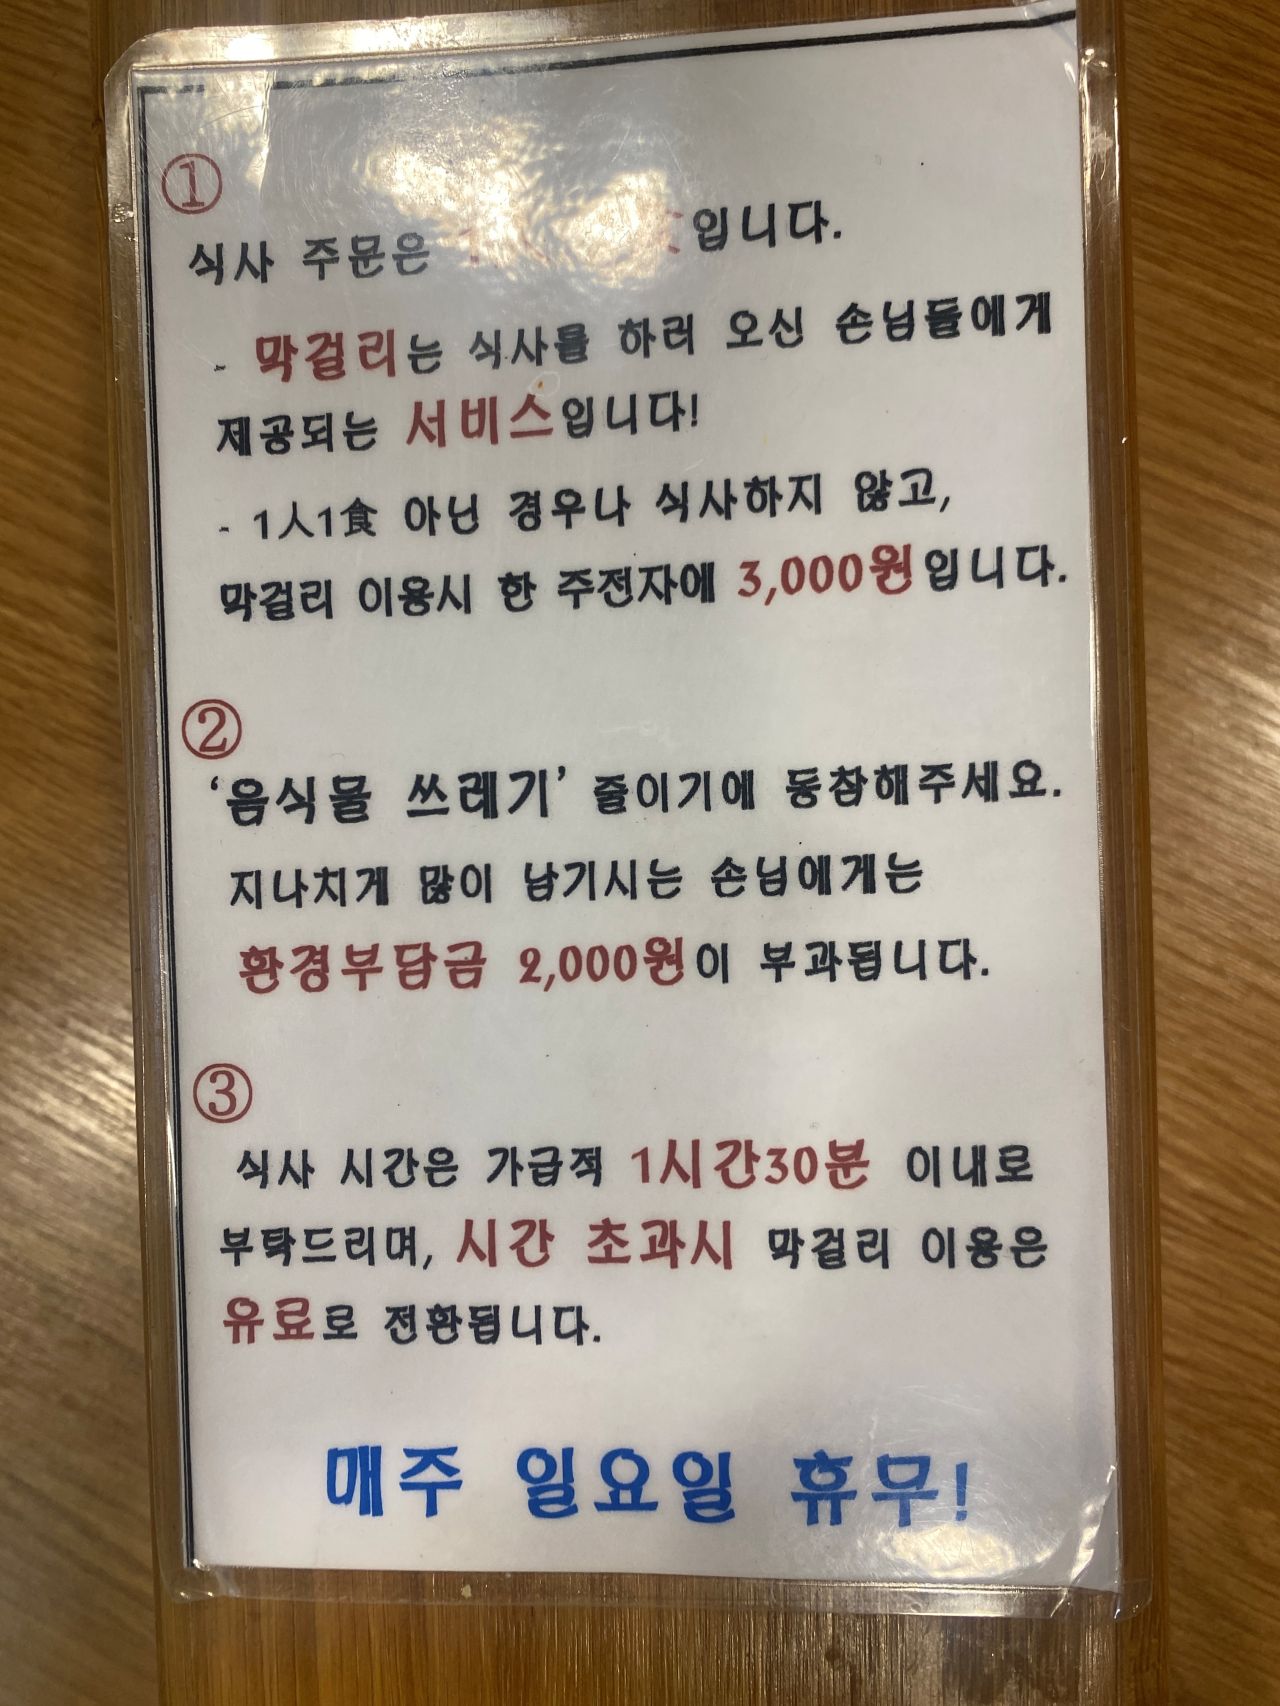 ①
식사 주문은 입니다.
- 막걸리는 식사를 하러 오신 손님들에게
제공되는 서비스입니다!
- 1人1食 아닌 경우나 식사하지 않고,
막걸리 이용시 한 주전자에 3,000원입니다.
②
‘음식물 쓰레기’ 줄이기에 동참해주세요.
지나치게 많이 남기시는 손님에게는
환경부담금 2,000원이 부과됩니다.
③
식사 시간은 가급적 1시간30분 이내로
부탁드리며, 시간 초과시 막걸리 이용은
유료로 전환됩니다.
매주 일요일 휴무!